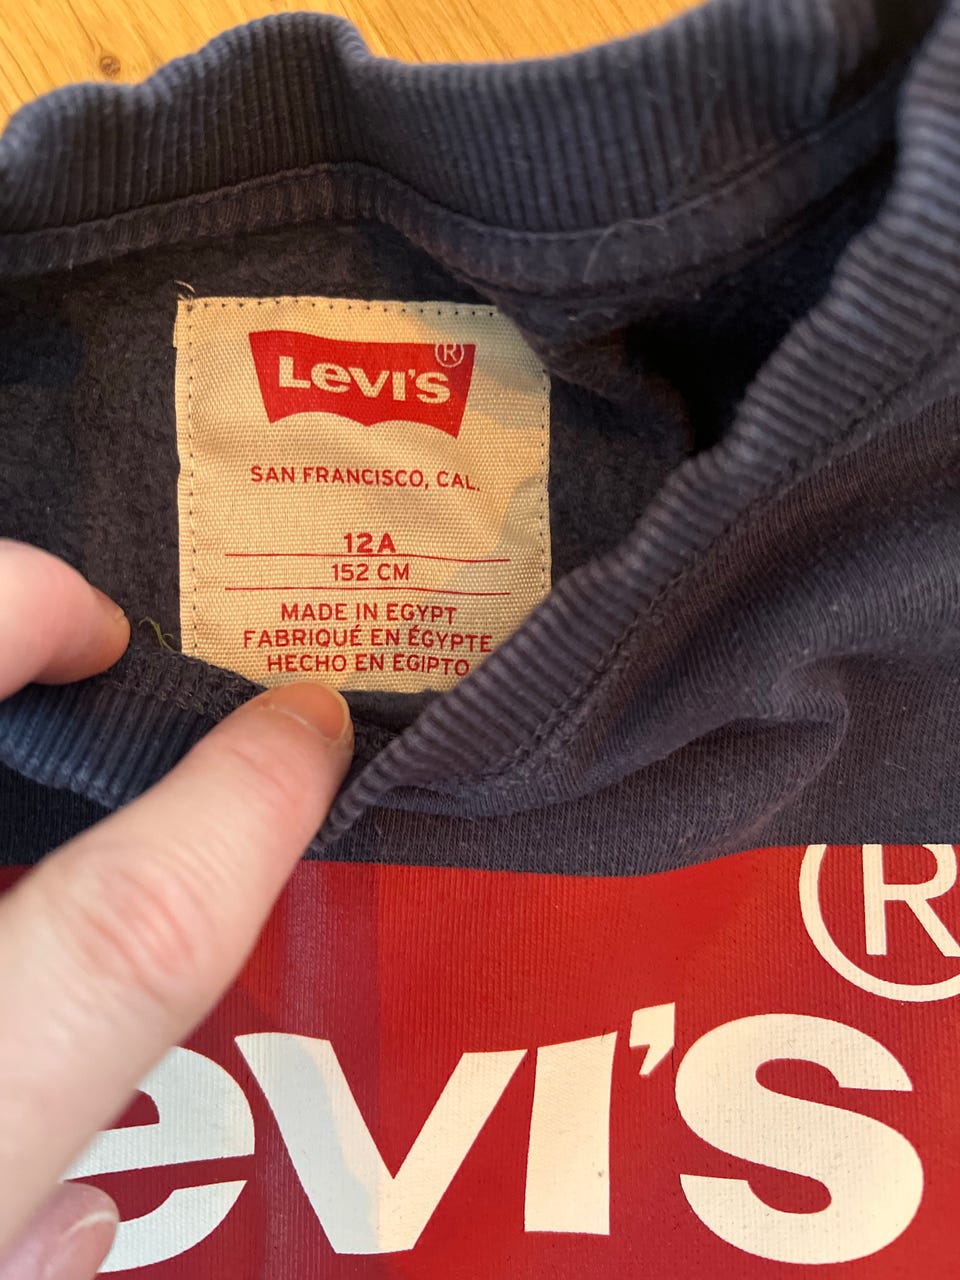 Levi's ®
SAN FRANCISCO, CAL.
12A
152 CM
MADE IN EGYPT
FABRIQUÉ EN ÉGYPTE
HECHO EN EGIPTO
®
evi's